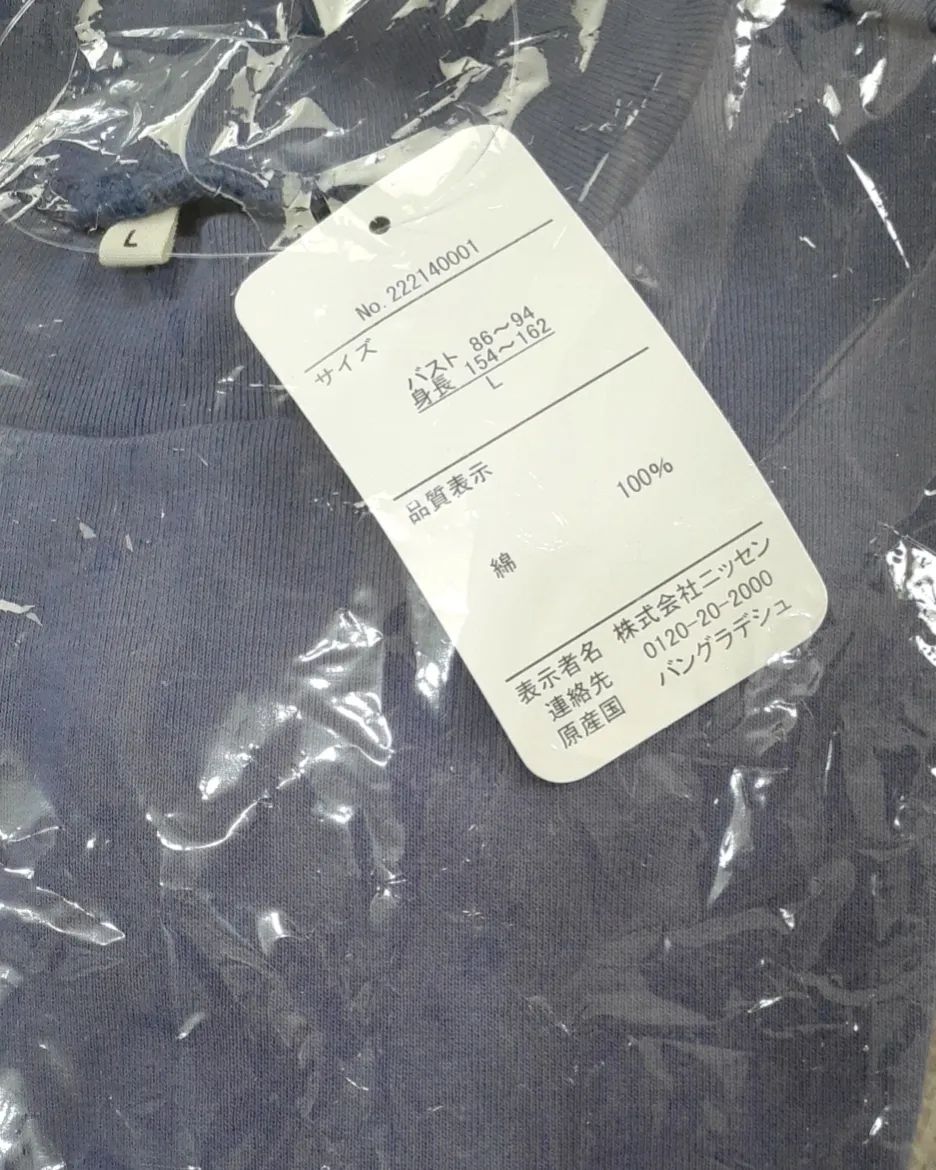 L
No.222140001
サイズ
バスト 86～94
身長 154～162
L
品質表示
綿 100%
表示者名 株式会社ニッセン
連絡先 0120-20-2000
原産国 バングラデシュ